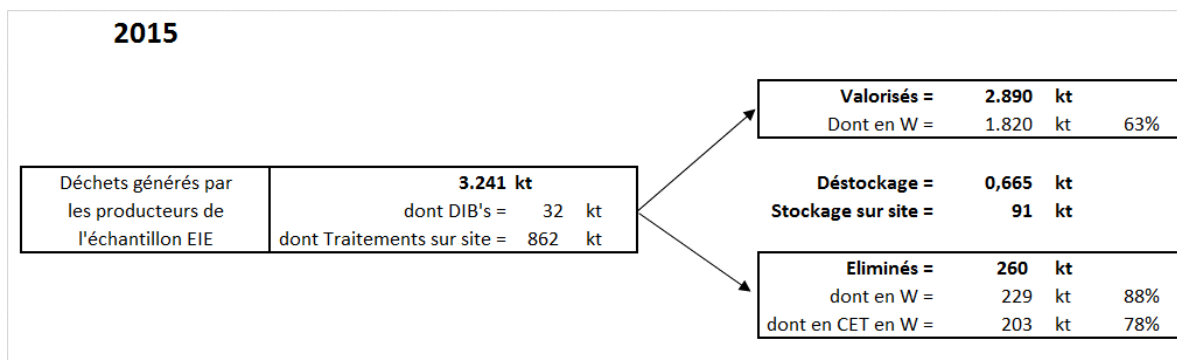 2015
Valorisés = 2.890 kt
Dont en W = 1.820 kt 63%
Déchets générés par
les producteurs de
l'échantillon EIE
3.241 kt
dont DIB's = 32 kt
dont Traitements sur site = 862 kt
Déstockage = 0,665 kt
Stockage sur site = 91 kt
Eliminés = 260 kt
dont en W = 229 kt 88%
dont en CET en W = 203 kt 78%